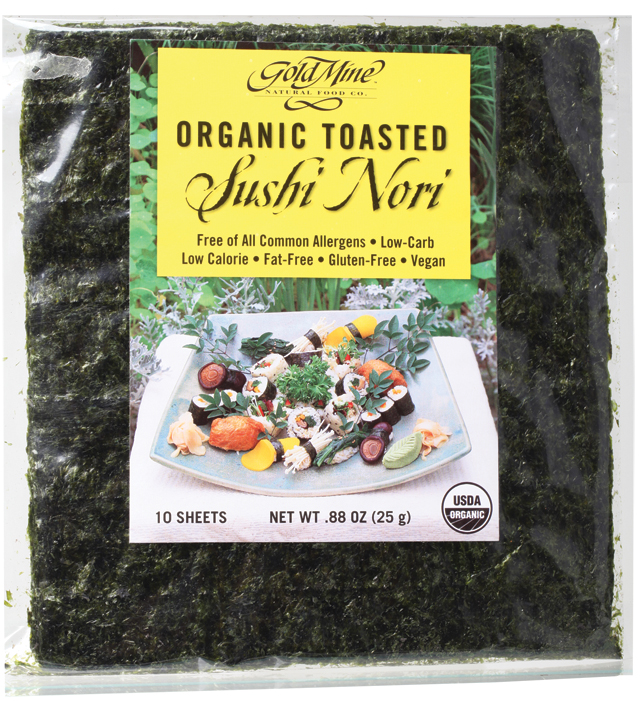 Gold Mine™
NATURAL FOOD CO.
ORGANIC TOASTED
Sushi Nori
Free of All Common Allergens • Low-Carb
Low Calorie • Fat-Free • Gluten-Free • Vegan
10 SHEETS NET WT .88 OZ (25 g)
USDA
ORGANIC